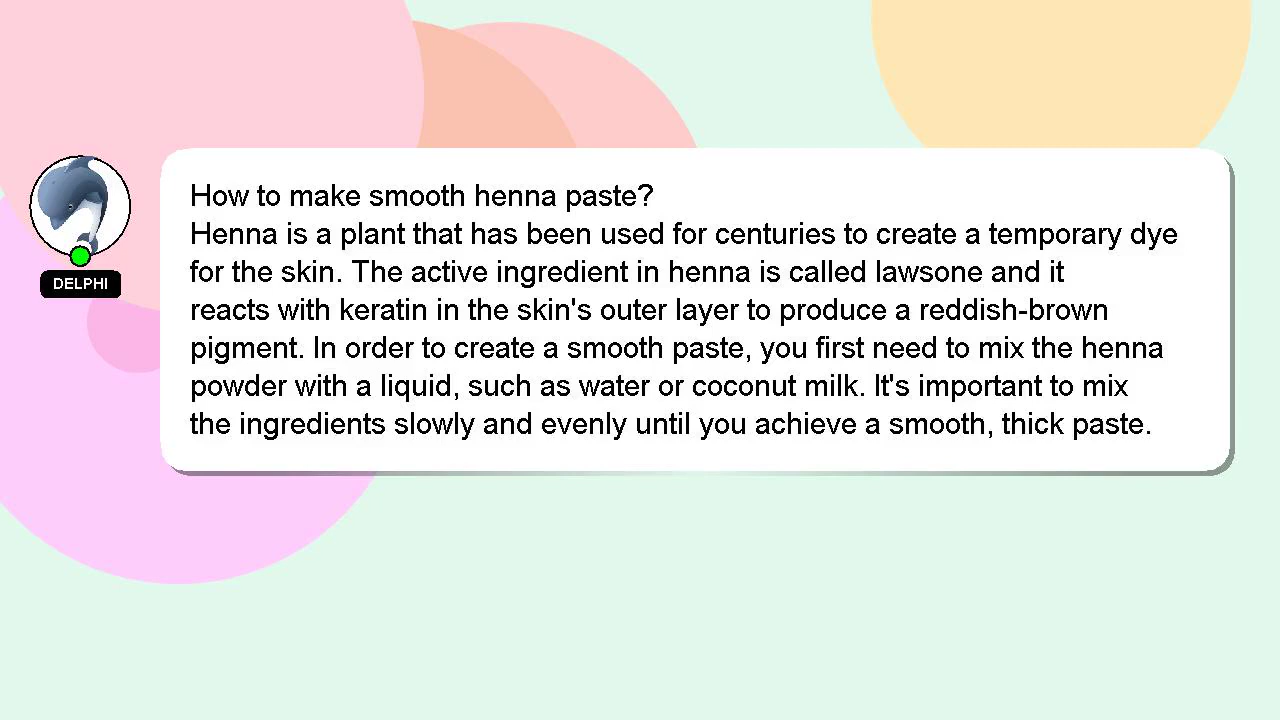 How to make smooth henna paste?
Henna is a plant that has been used for centuries to create a temporary dye
for the skin. The active ingredient in henna is called lawsone and it
reacts with keratin in the skin's outer layer to produce a reddish-brown
pigment. In order to create a smooth paste, you first need to mix the henna
powder with a liquid, such as water or coconut milk. It's important to mix
the ingredients slowly and evenly until you achieve a smooth, thick paste.
DELPHI